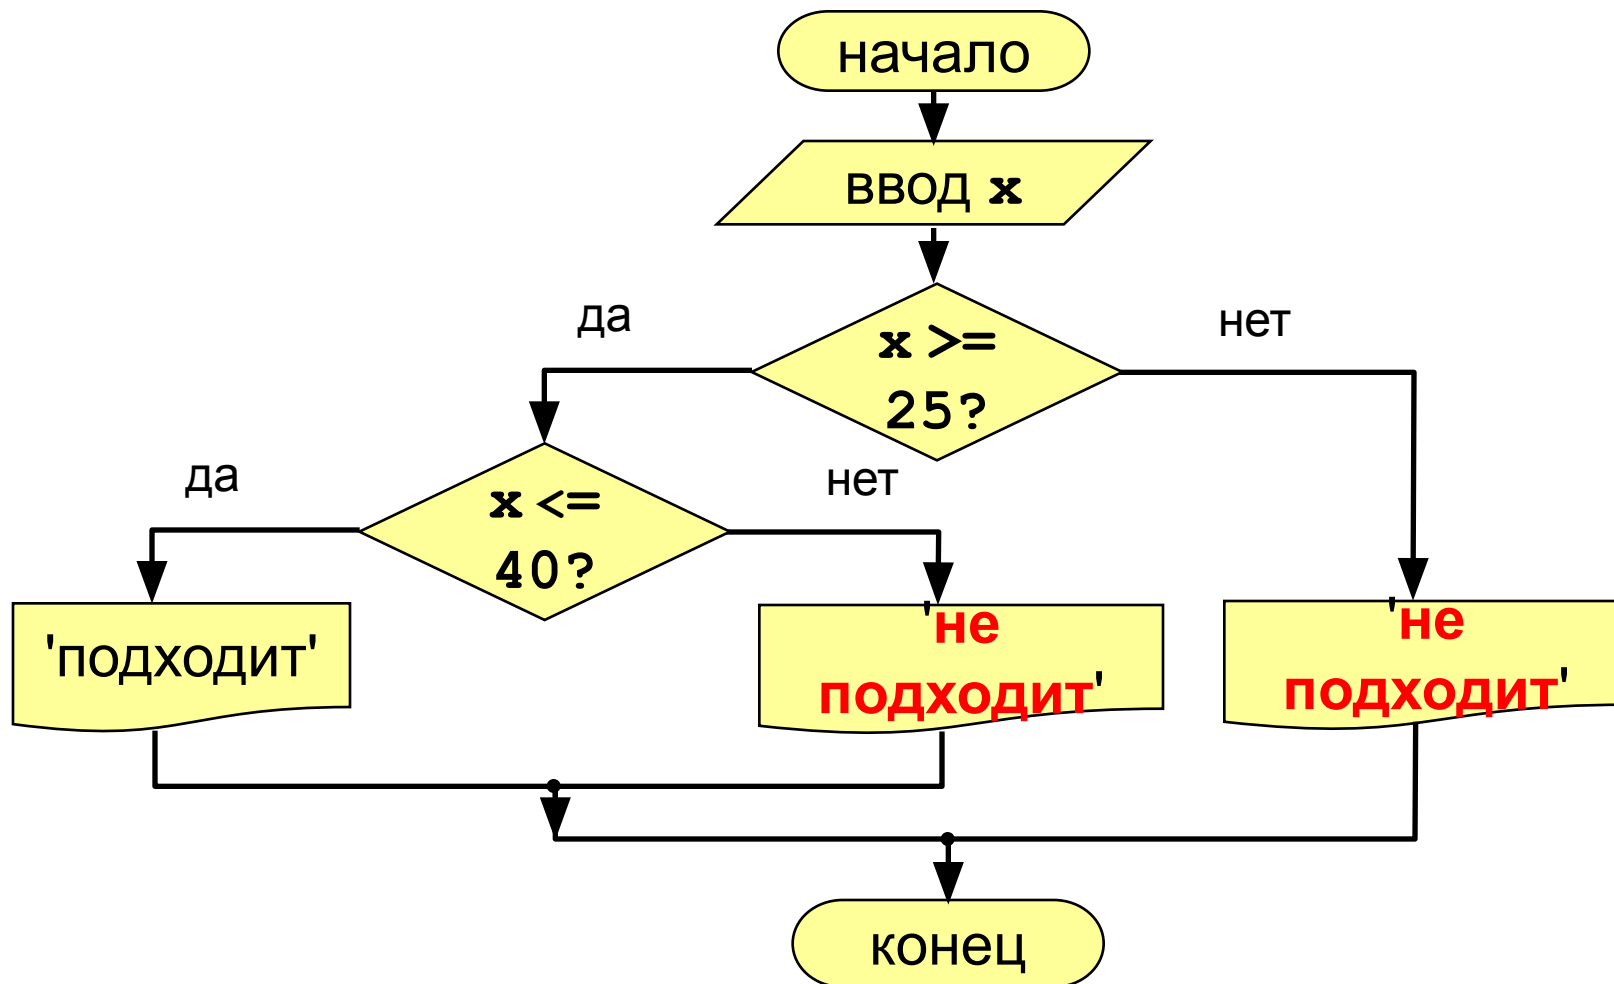 начало
ввод x
да
нет
x >=
25?
да
нет
x <=
40?
'подходит'
'не
подходит'
'не
подходит'
конец